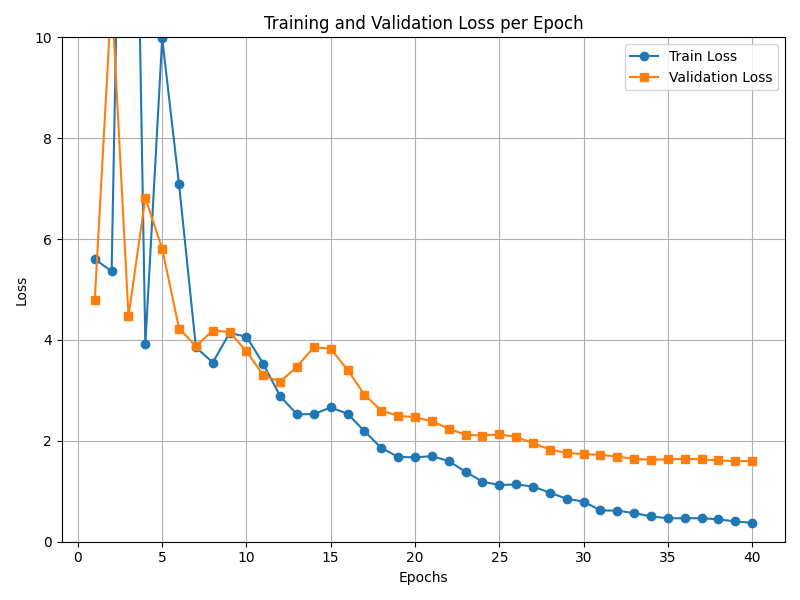 Training and Validation Loss per Epoch
Train Loss
Validation Loss
10
8
6
4
2
0
Loss
0 5 10 15 20 25 30 35 40
Epochs